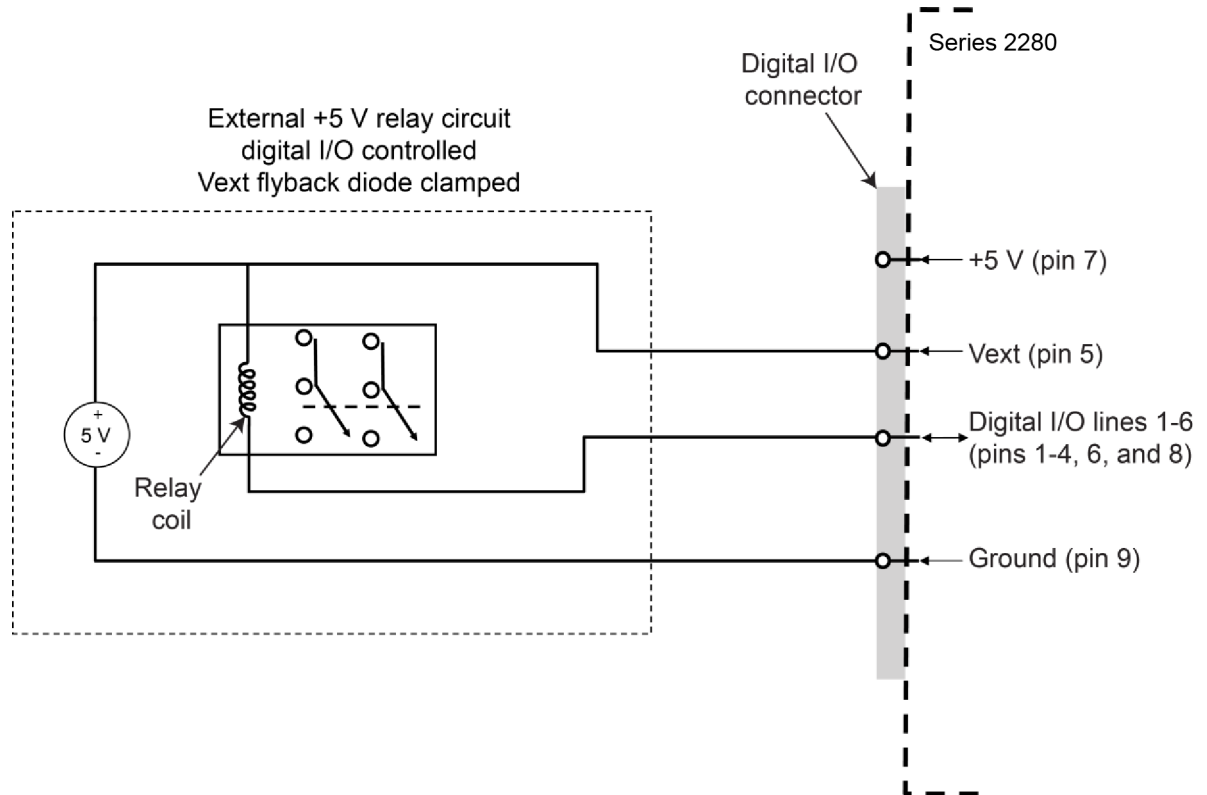 Series 2280
Digital I/O
connector
External +5 V relay circuit
digital I/O controlled
Vext flyback diode clamped
+5 V (pin 7)
Vext (pin 5)
Digital I/O lines 1-6
(pins 1-4, 6, and 8)
+
5 V
-
Relay
coil
Ground (pin 9)